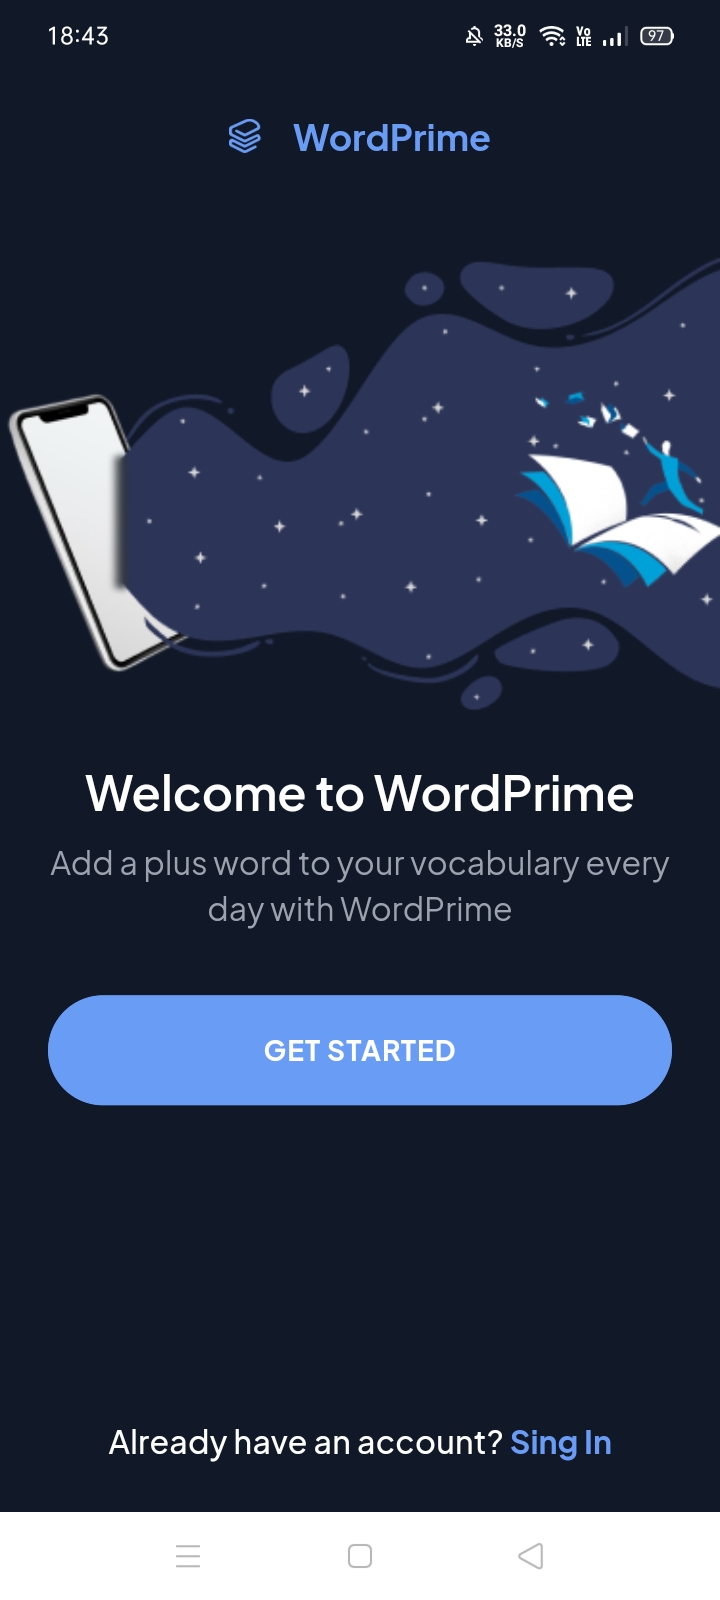 18:43
33.0
KB/S
Vo
LTE
97
WordPrime
Welcome to WordPrime
Add a plus word to your vocabulary every
day with WordPrime
GET STARTED
Already have an account? Sing In